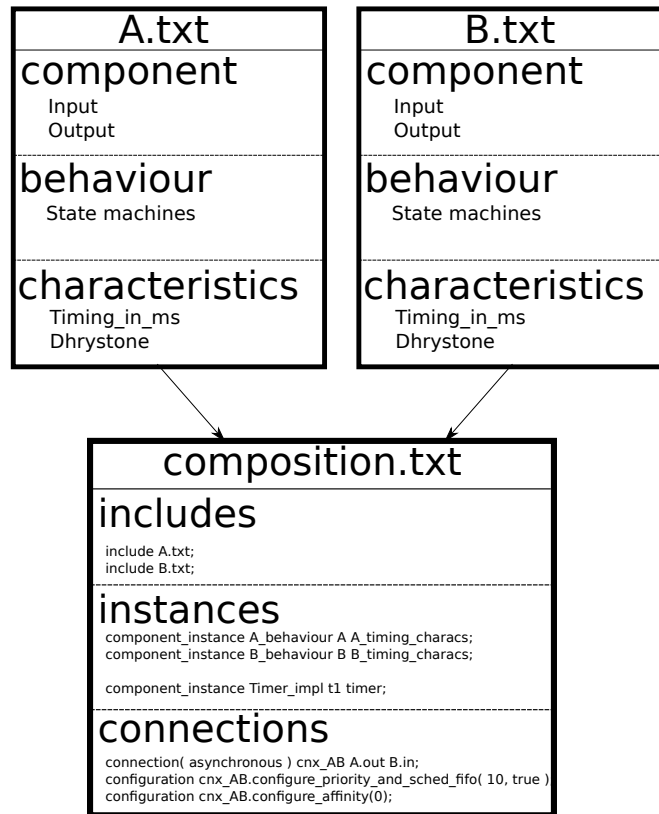 A.txt
component
Input
Output
behaviour
State machines
characteristics
Timing_in_ms
Dhrystone
B.txt
component
Input
Output
behaviour
State machines
characteristics
Timing_in_ms
Dhrystone
composition.txt
includes
include A.txt;
include B.txt;
instances
component_instance A_behaviour A A_timing_characs;
component_instance B_behaviour B B_timing_characs;
component_instance Timer_impl t1 timer;
connections
connection( asynchronous ) cnx_AB A.out B.in;
configuration cnx_AB.configure_priority_and_sched_fifo( 10, true )
configuration cnx_AB.configure_affinity(0);